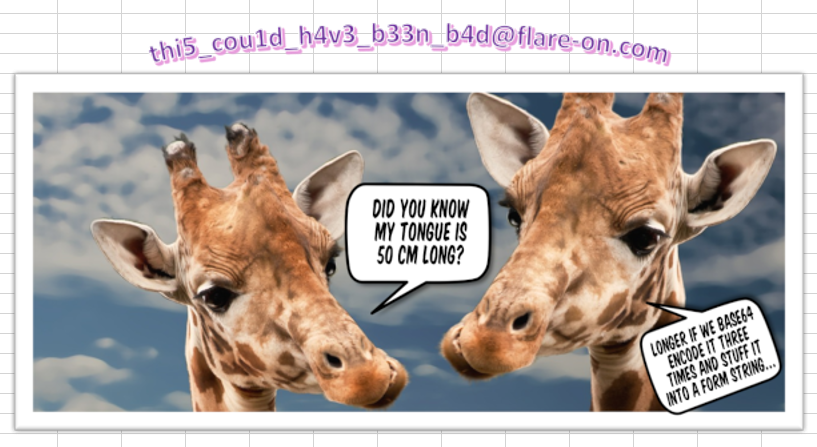 thi5_cou1d_h4v3_b33n_b4d@flare-on.com
DID YOU KNOW
MY TONGUE IS
50 CM LONG?
LONGER IF WE BASE64
ENCODE IT THREE
TIMES AND STUFF IT
INTO A FORM STRING...